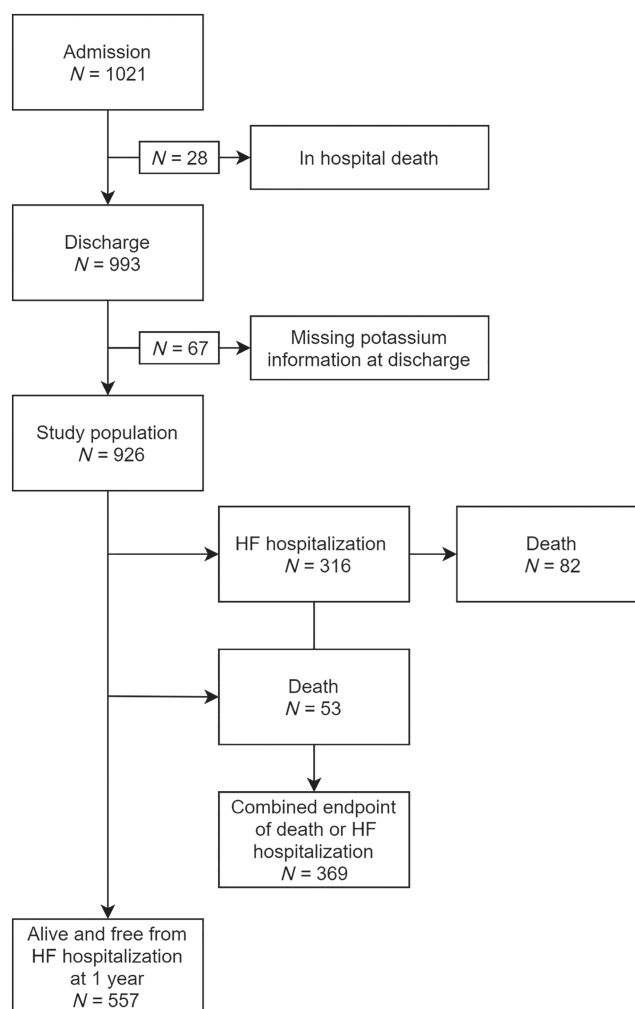 Admission
N = 1021
N = 28
In hospital death
Discharge
N = 993
N = 67
Missing potassium
information at discharge
Study population
N = 926
HF hospitalization
N = 316
Death
N = 82
Death
N = 53
Combined endpoint
of death or HF
hospitalization
N = 369
Alive and free from
HF hospitalization
at 1 year
N = 557